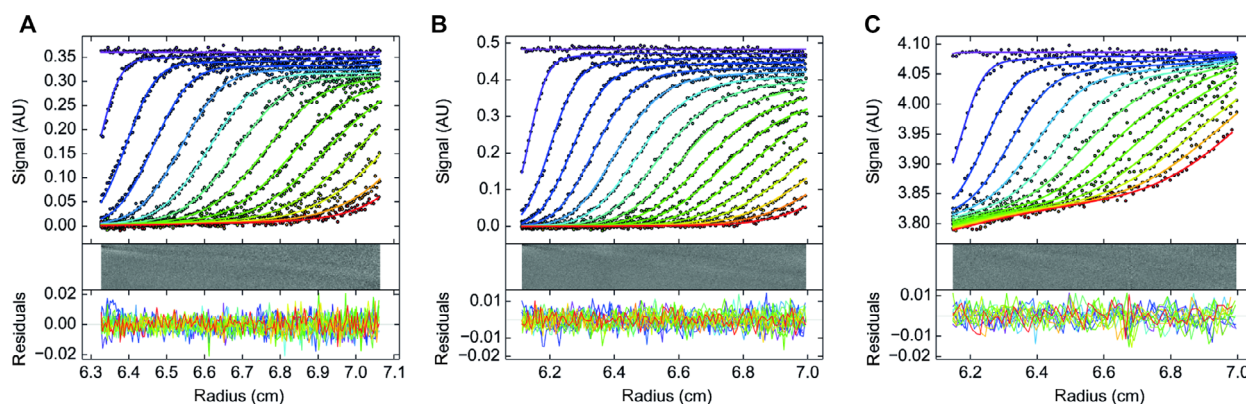 A
Signal (AU)
0.35
0.30
0.25
0.20
0.15
0.10
0.05
0.00
Residuals
0.02
0.00
−0.02
6.3 6.4 6.5 6.6 6.7 6.8 6.9 7.0 7.1
Radius (cm)
B
Signal (AU)
0.5
0.4
0.3
0.2
0.1
0.0
Residuals
0.01
−0.01
−0.02
6.2 6.4 6.6 6.8 7.0
Radius (cm)
C
Signal (AU)
4.10
4.05
4.00
3.95
3.90
3.85
3.80
Residuals
0.01
−0.01
−0.02
6.2 6.4 6.6 6.8 7.0
Radius (cm)